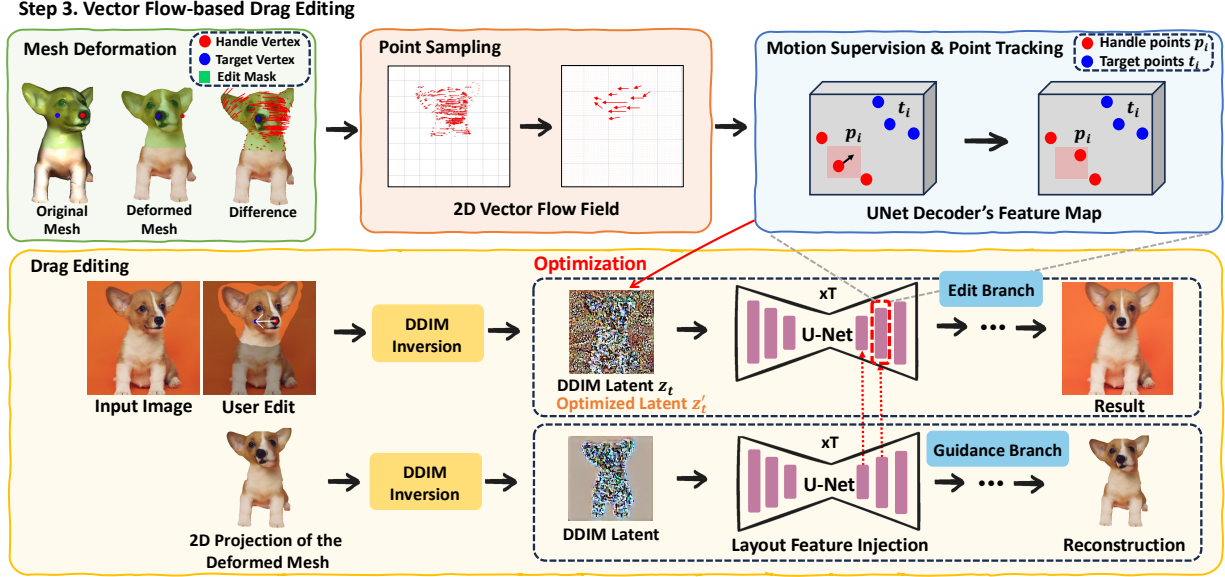 Step 3. Vector Flow-based Drag Editing
Mesh Deformation
Handle Vertex
Target Vertex
Edit Mask
Original
Mesh
Deformed
Mesh
Difference
Point Sampling
2D Vector Flow Field
Motion Supervision & Point Tracking
Handle points p_i
Target points t_i
t_i
p_i
t_i
p_i
UNet Decoder's Feature Map
Drag Editing
Input Image
User Edit
DDIM
Inversion
Optimization
DDIM Latent z_t
Optimized Latent z'_t
xT
U-Net
Edit Branch
...
Result
2D Projection of the
Deformed Mesh
DDIM
Inversion
DDIM Latent
xT
U-Net
Layout Feature Injection
Guidance Branch
...
Reconstruction